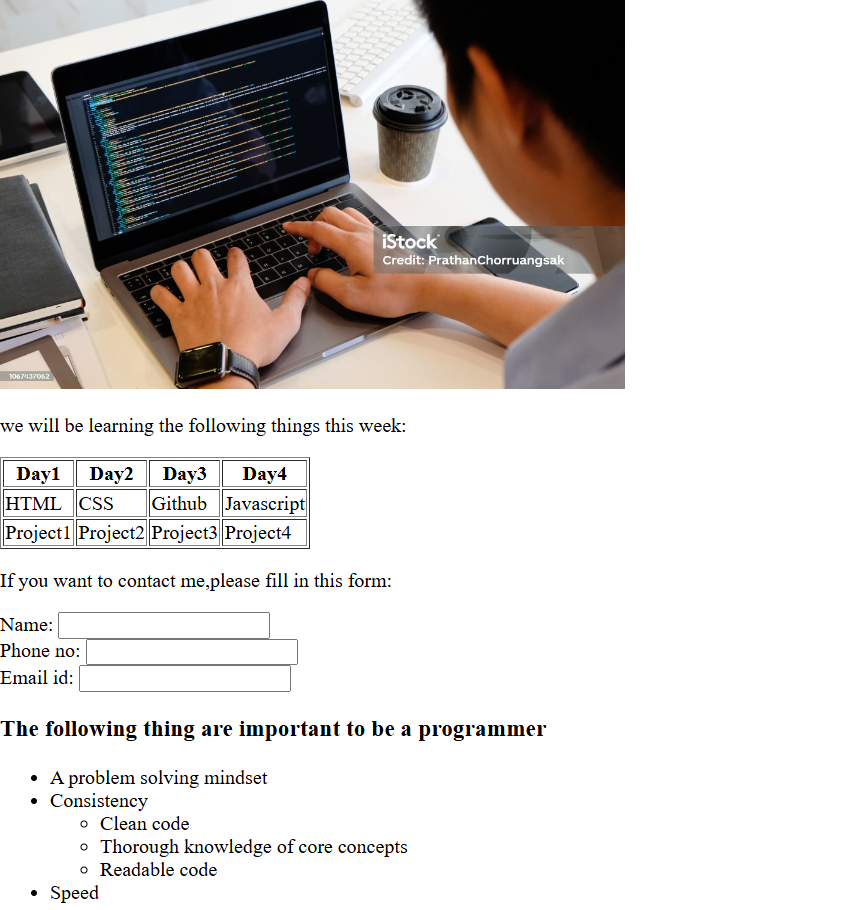 iStock
Credit: PrathanChorruangsak
1067437062
we will be learning the following things this week:
Day1 Day2 Day3 Day4
HTML CSS Github Javascript
Project1 Project2 Project3 Project4
If you want to contact me,please fill in this form:
Name:
Phone no:
Email id:
The following thing are important to be a programmer
A problem solving mindset
Consistency
Clean code
Thorough knowledge of core concepts
Readable code
Speed